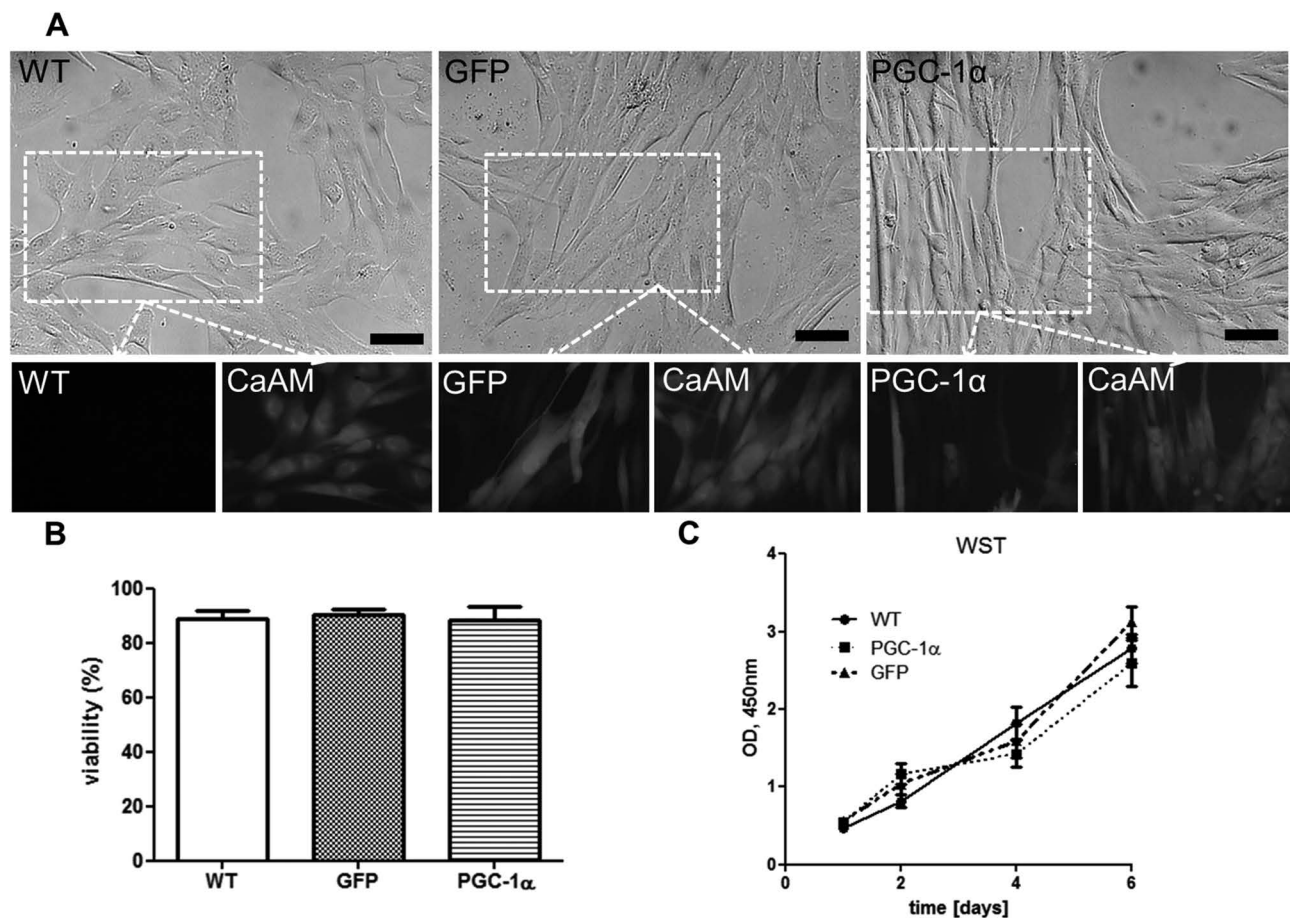 A
WT
GFP
PGC-1α
WT
CaAM
GFP
CaAM
PGC-1α
CaAM
B
viability (%)
100
80
60
40
20
0
WT
GFP
PGC-1α
C
WST
OD, 450nm
4
3
2
1
0
WT
PGC-1α
GFP
0
2
4
6
time [days]